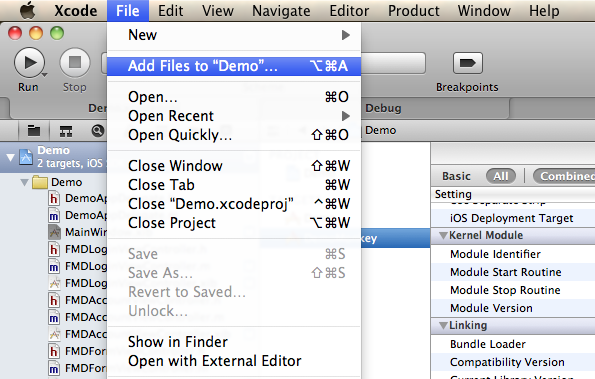 Xcode File Edit View Navigate Editor Product Window Help
New
Add Files to “Demo”... ⌥⌘A
Run Stop Breakpoints
Open... ⌘O
Debug
Open Recent
Open Quickly... ⇧⌘O
Demo
Demo
2 targets, iOS
Close Window ⇧⌘W
Close Tab ⌘W
Close “Demo.xcodeproj” ^⌘W
Close Project ⌥⌘W
Basic All Combined
Setting
Demo
h DemoAp
m DemoAp
MainWin
h FMDLog
m FMDLog
FMDLog
h FMDAcc
m FMDAcc
FMDAcc
h FMDFor
m FMDFor
key
Save ⌘S
Save As... ⇧⌘S
Revert to Saved...
Unlock...
Show in Finder
Open with External Editor
iOS Deployment Target
Kernel Module
Module Identifier
Module Start Routine
Module Stop Routine
Module Version
Linking
Bundle Loader
Compatibility Version
Current Library Version